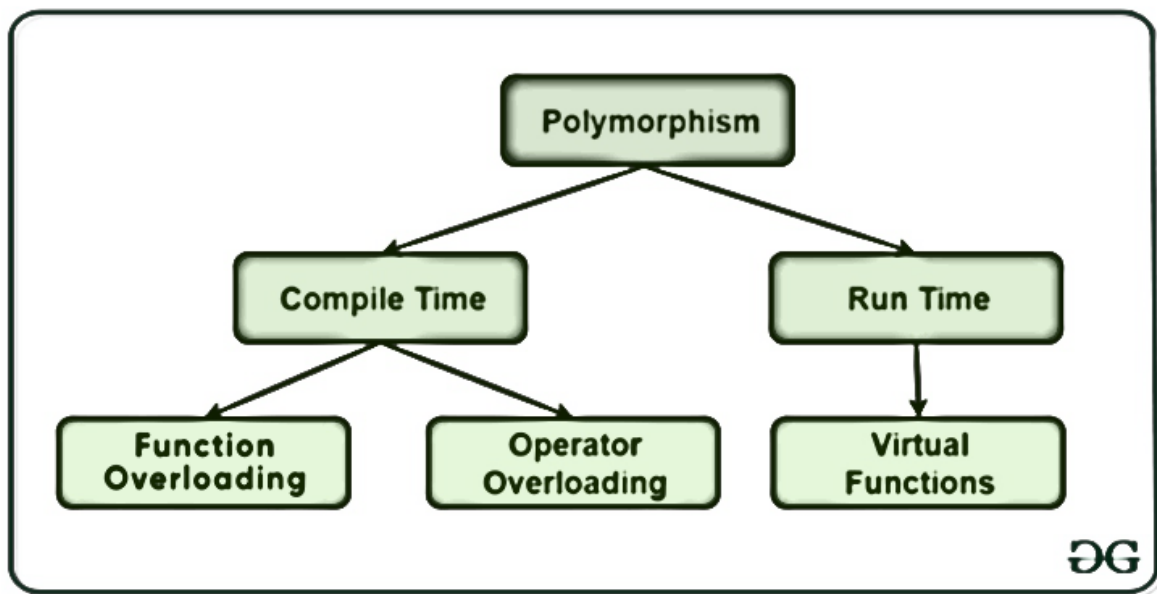 Polymorphism
Compile Time
Run Time
Function
Overloading
Operator
Overloading
Virtual
Functions
GG